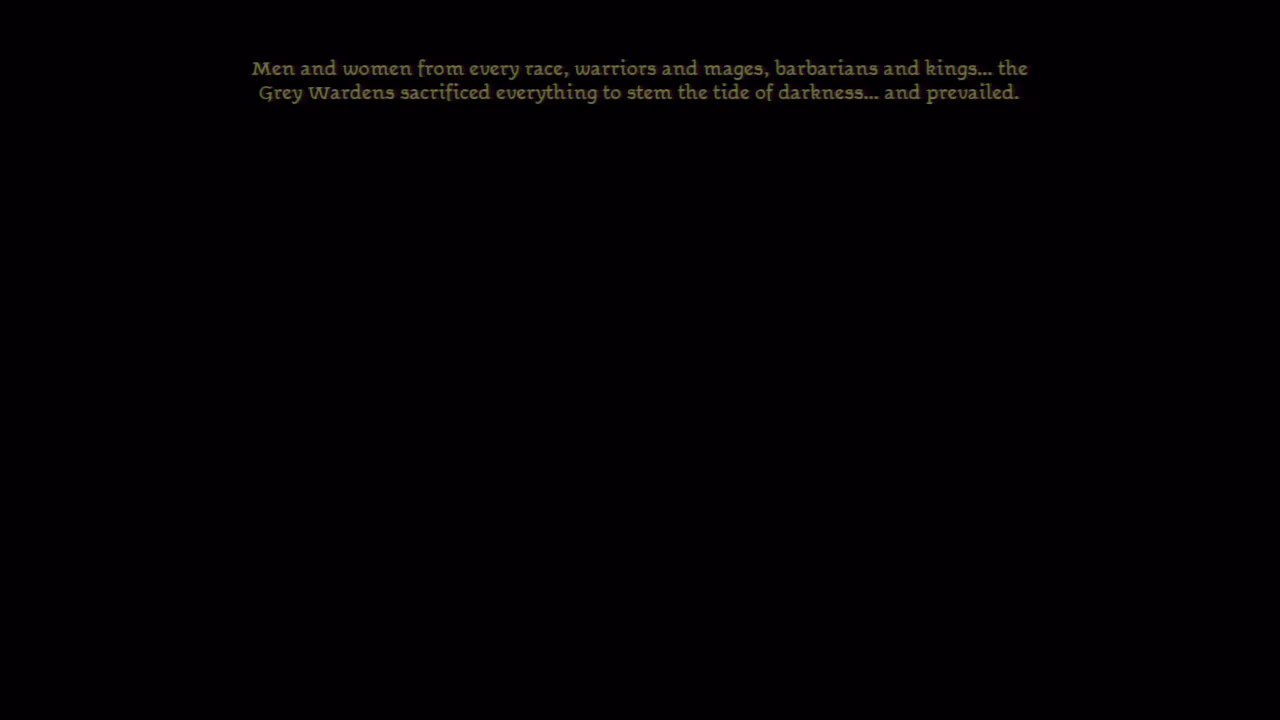 Men and women from every race, warriors and mages, barbarians and kings... the
Grey Wardens sacrificed everything to stem the tide of darkness... and prevailed.